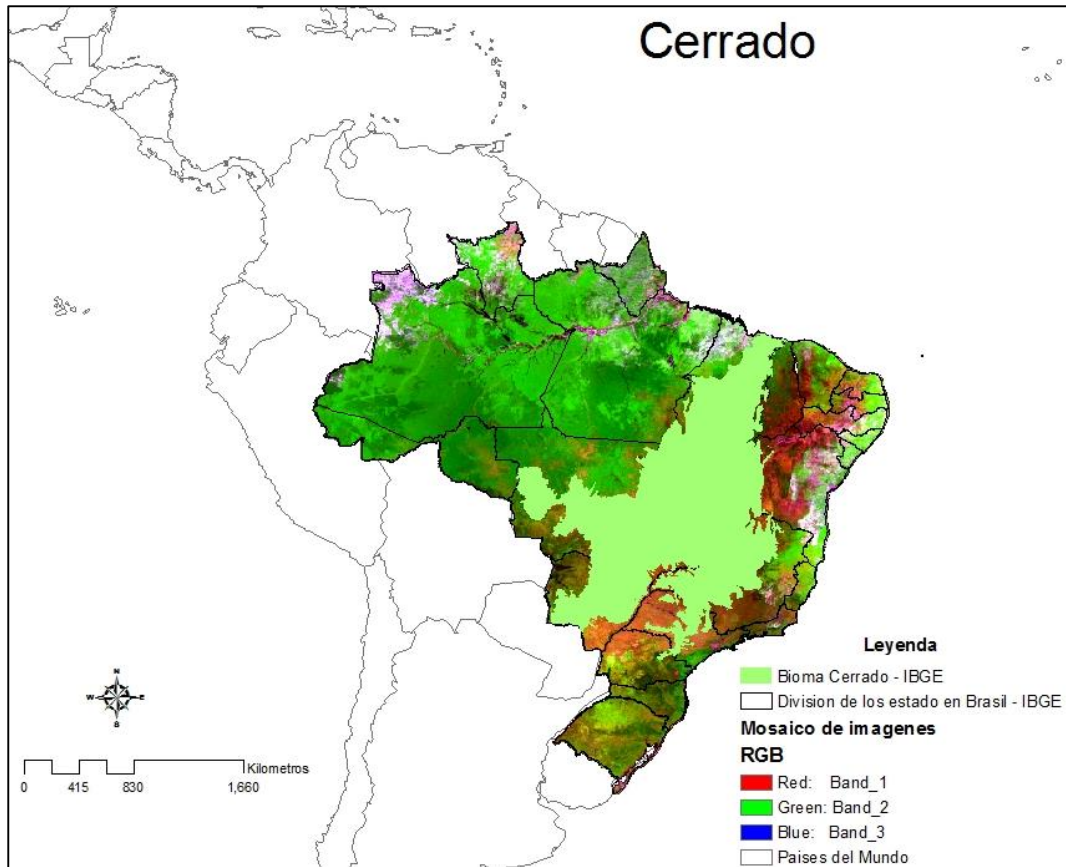 Cerrado
Leyenda
Bioma Cerrado - IBGE
Division de los estado en Brasil - IBGE
Mosaico de imagenes
RGB
Red: Band_1
Green: Band_2
Blue: Band_3
Paises del Mundo
N
W E
S
Kilometros
0 415 830 1,660